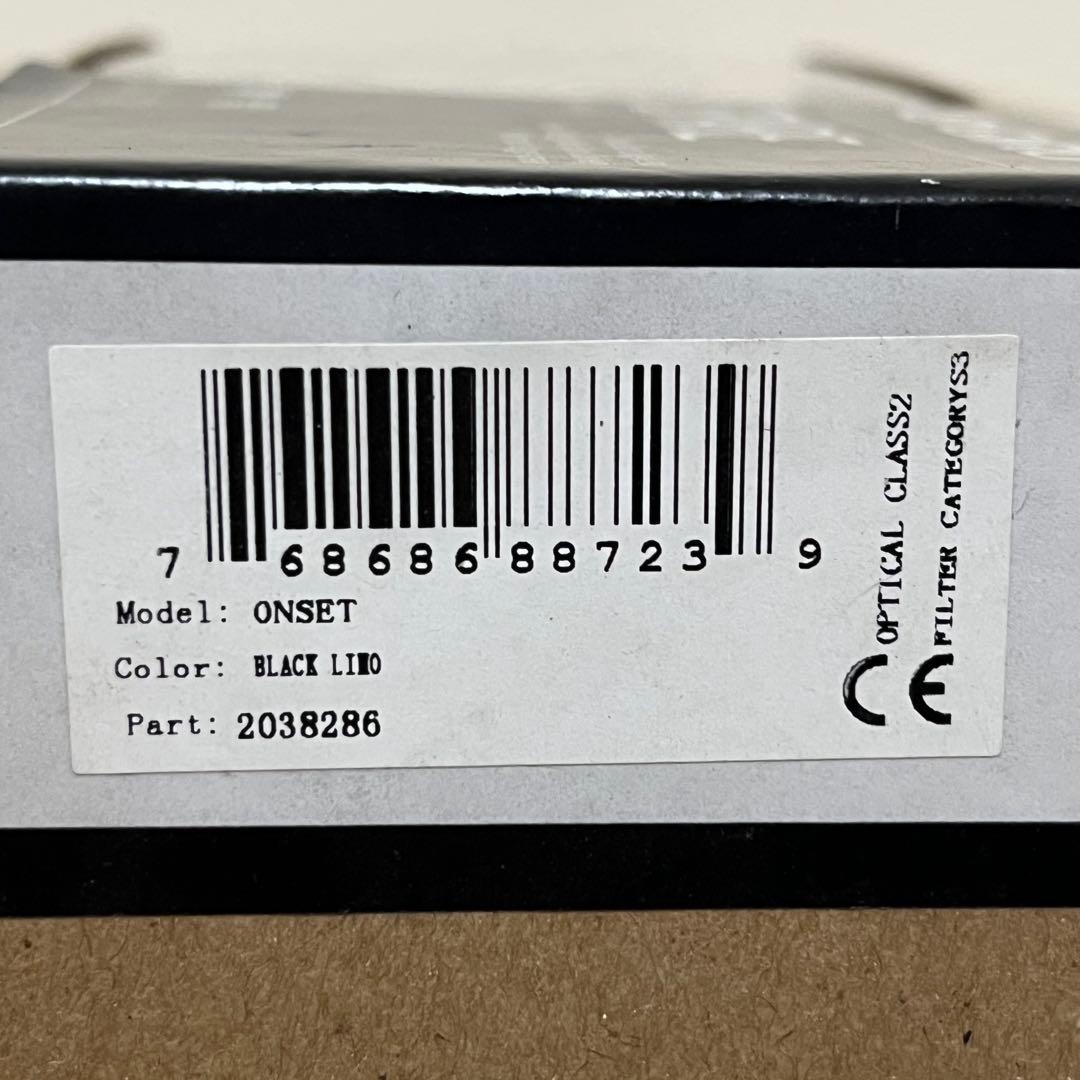 7 68686 88723 9
Model: ONSET
Color: BLACK LIMO
Part: 2038286
OPTICAL CLASS2
FILTER CATEGORYS3
CE